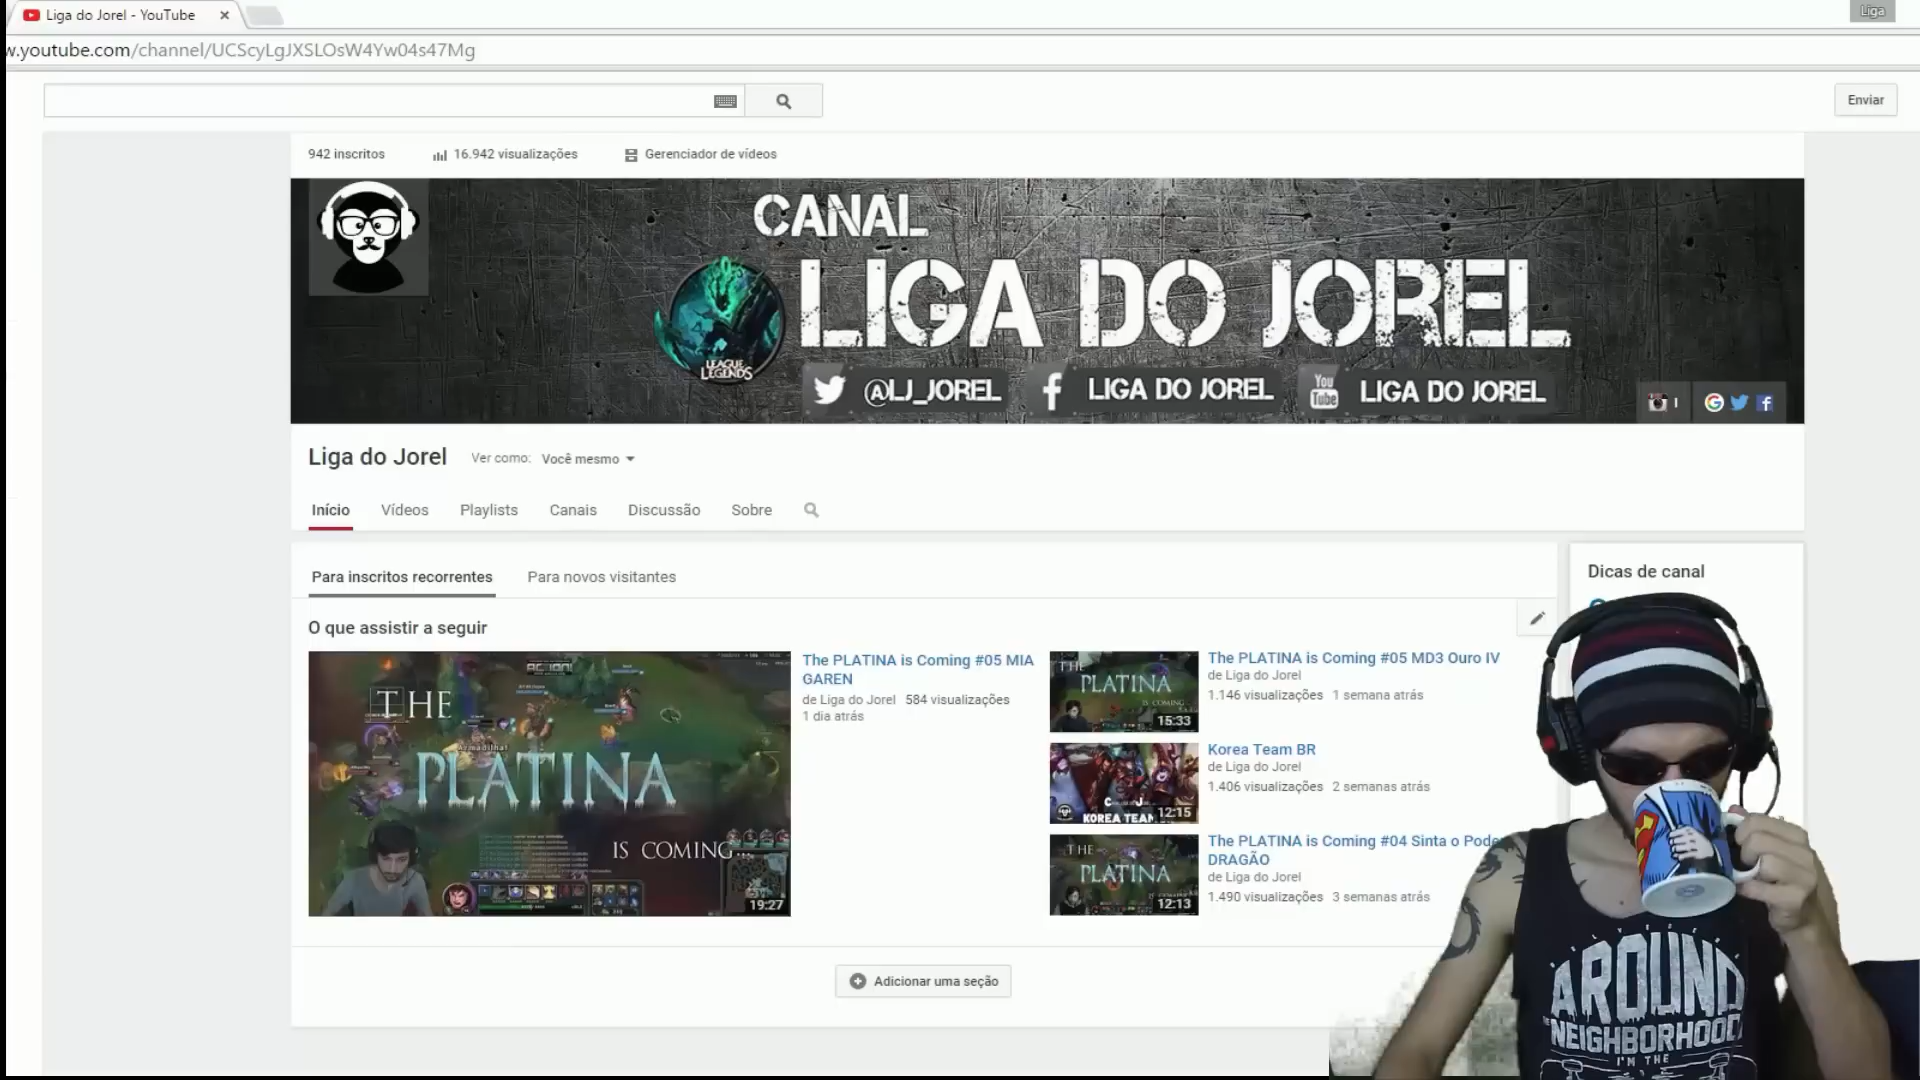 Liga do Jorel - YouTube
Liga
w.youtube.com/channel/UCScyLgJXSLOsW4Yw04s47Mg
Enviar
942 inscritos
16.942 visualizações
Gerenciador de vídeos
CANAL
LIGA DO JOREL
LEAGUE
LEGENDS
@LJ_JOREL
LIGA DO JOREL
You
Tube
LIGA DO JOREL
Liga do Jorel
Ver como: Você mesmo
Início
Vídeos
Playlists
Canais
Discussão
Sobre
Para inscritos recorrentes
Para novos visitantes
Dicas de canal
O que assistir a seguir
THE
PLATINA
IS COMING...
19:27
The PLATINA is Coming #05 MIA
GAREN
de Liga do Jorel 584 visualizações
1 dia atrás
THE
PLATINA
IS COMING
15:33
The PLATINA is Coming #05 MD3 Ouro IV
de Liga do Jorel
1.146 visualizações 1 semana atrás
KOREA TEAM
12:15
Korea Team BR
de Liga do Jorel
1.406 visualizações 2 semanas atrás
THE
PLATINA
IS COMING
12:13
The PLATINA is Coming #04 Sinta o Pode
DRAGÃO
de Liga do Jorel
1.490 visualizações 3 semanas atrás
Adicionar uma seção
AROUND
THE NEIGHBORHOOD
I'M THE